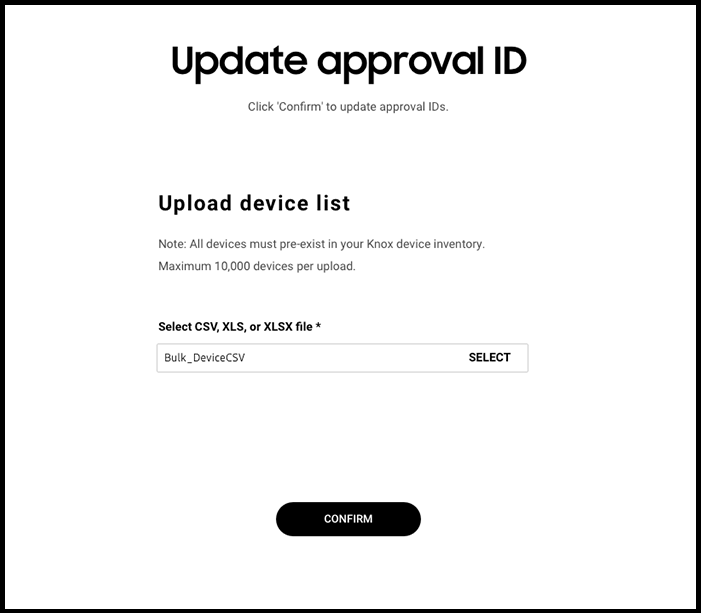 Update approval ID
Click 'Confirm' to update approval IDs.
Upload device list
Note: All devices must pre-exist in your Knox device inventory.
Maximum 10,000 devices per upload.
Select CSV, XLS, or XLSX file *
Bulk_DeviceCSV SELECT
CONFIRM